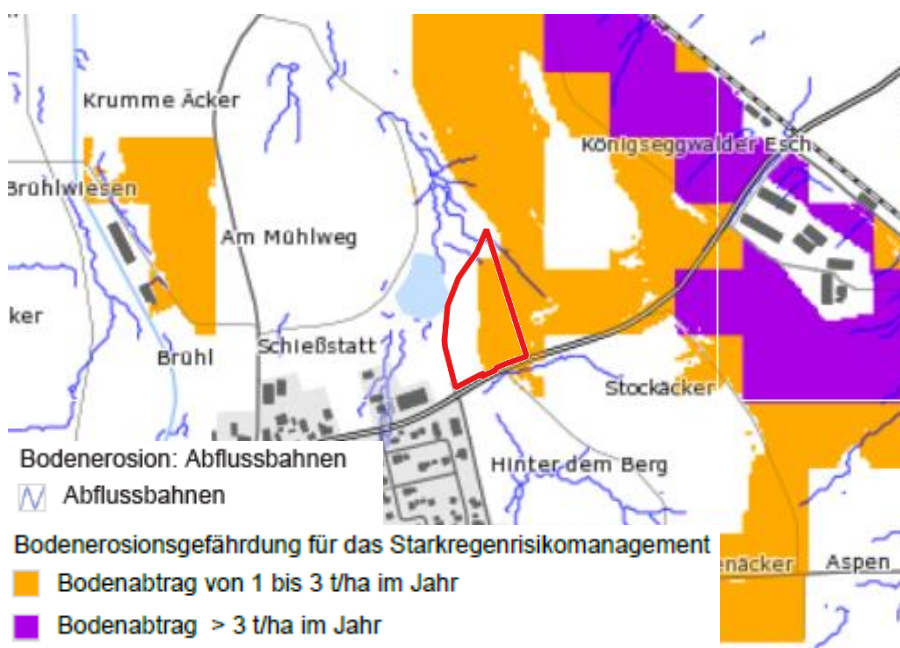 Krumme Äcker
Königseggwalder Esch
Brühlwiesen
Am Mühlweg
ker
Brühl
Schießstatt
Stockäcker
Hinter dem Berg
Bodenerosion: Abflussbahnen
Abflussbahnen
Bodenerosionsgefährdung für das Starkregenrisikomanagement
enäcker
Aspen
Bodenabtrag von 1 bis 3 t/ha im Jahr
Bodenabtrag > 3 t/ha im Jahr